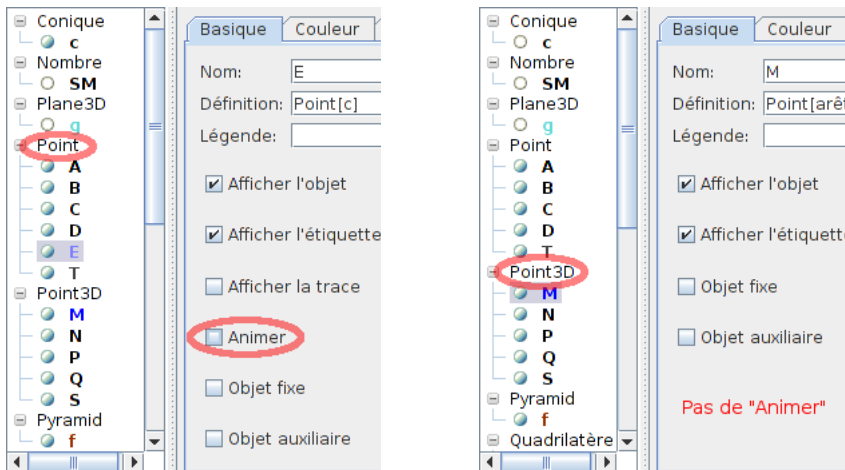 Conique
c
Nombre
SM
Plane3D
g
Point
A
B
C
D
E
T
Point3D
M
N
P
Q
S
Pyramid
f
Basique Couleur
Nom: E
Définition: Point[c]
Légende:
Afficher l'objet
Afficher l'étiquette
Afficher la trace
Animer
Objet fixe
Objet auxiliaire
Conique
c
Nombre
SM
Plane3D
g
Point
A
B
C
D
T
Point3D
M
N
P
Q
S
Pyramid
f
Quadrilatère
Basique Couleur
Nom: M
Définition: Point[arêt
Légende:
Afficher l'objet
Afficher l'étiquett
Objet fixe
Objet auxiliaire
Pas de "Animer"